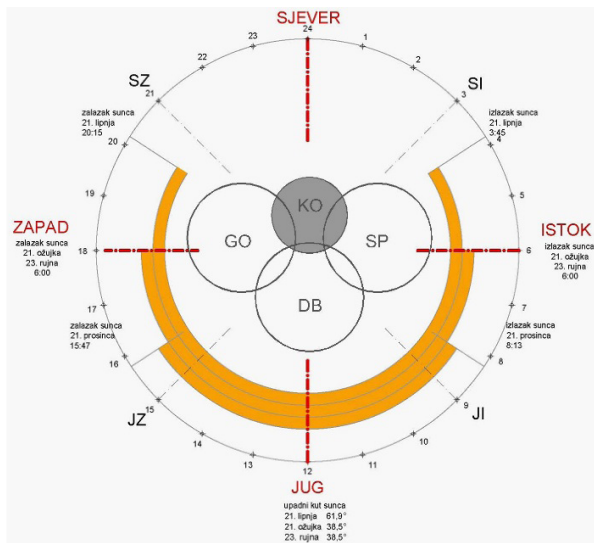 SJEVER
24
23
1
22
2
SZ
SI
21
3
zalazak sunca
21. lipnja
20:15
izlazak sunca
21. lipnja
3:45
20
4
19
5
KO
GO
SP
DB
ZAPAD
zalazak sunca
21. ožujka
23. rujna
6:00
18
ISTOK
izlazak sunca
21. ožujka
23. rujna
6:00
6
17
7
zalazak sunca
21. prosinca
15:47
izlazak sunca
21. prosinca
8:13
16
8
JZ
15
9
JI
14
10
13
11
12
JUG
upadni kut sunca
21. lipnja 61,9°
21. ožujka 38,5°
23. rujna 38,5°